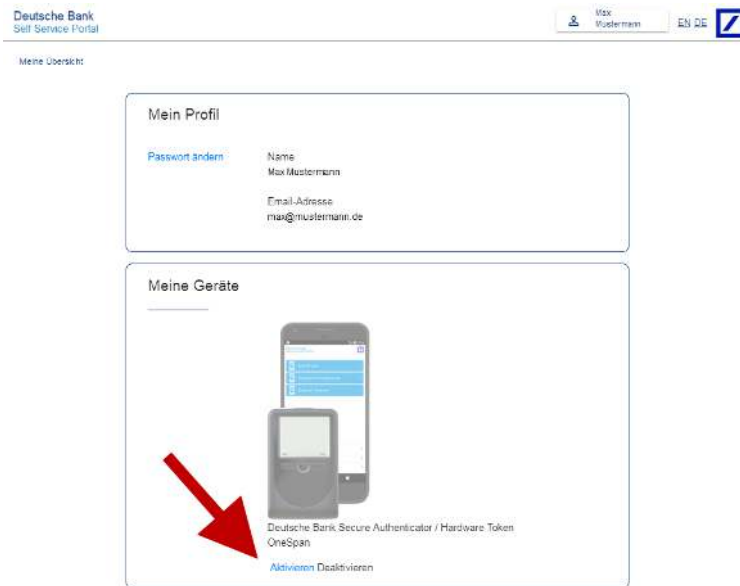 Deutsche Bank
Self Service Portal
Max
Mustermann
EN DE
Meine Übersicht
Mein Profil
Passwort ändern
Name
Max Mustermann
Email-Adresse
max@mustermann.de
Meine Geräte
Deutsche Bank Secure Authenticator / Hardware Token
OneSpan
Aktivieren Deaktivieren